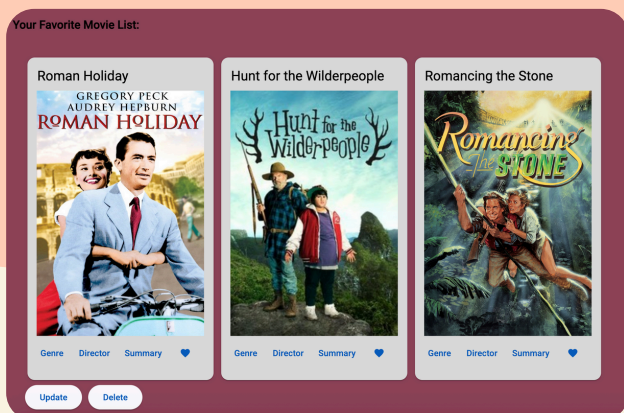 Your Favorite Movie List:
Roman Holiday
Hunt for the Wilderpeople
Romancing the Stone
GREGORY PECK
AUDREY HEPBURN
ROMAN HOLIDAY
Hunt for the
Wilderpeople
Romancing
The STONE
Genre Director Summary
Genre Director Summary
Genre Director Summary
Update Delete